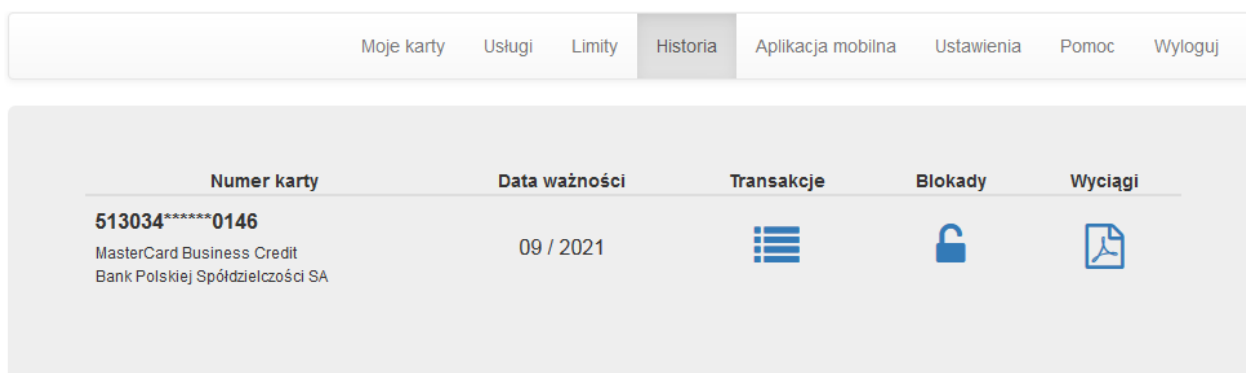 Moje karty Usługi Limity Historia Aplikacja mobilna Ustawienia Pomoc Wyloguj
Numer karty Data ważności Transakcje Blokady Wyciągi
513034******0146
MasterCard Business Credit
Bank Polskiej Spółdzielczości SA
09 / 2021